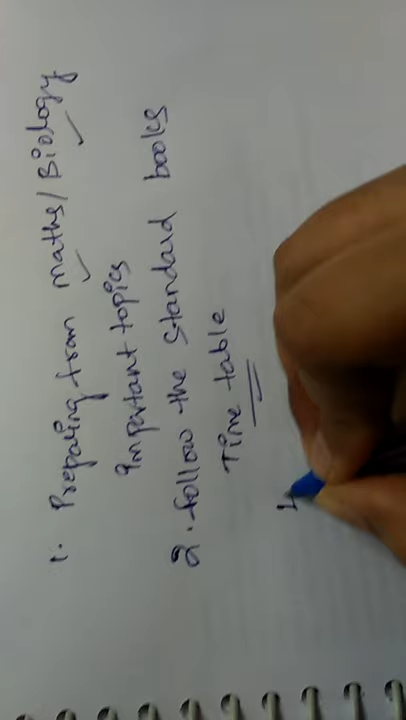 1. Preparing from maths/Biology
important topics
2. follow the standard books
Time table